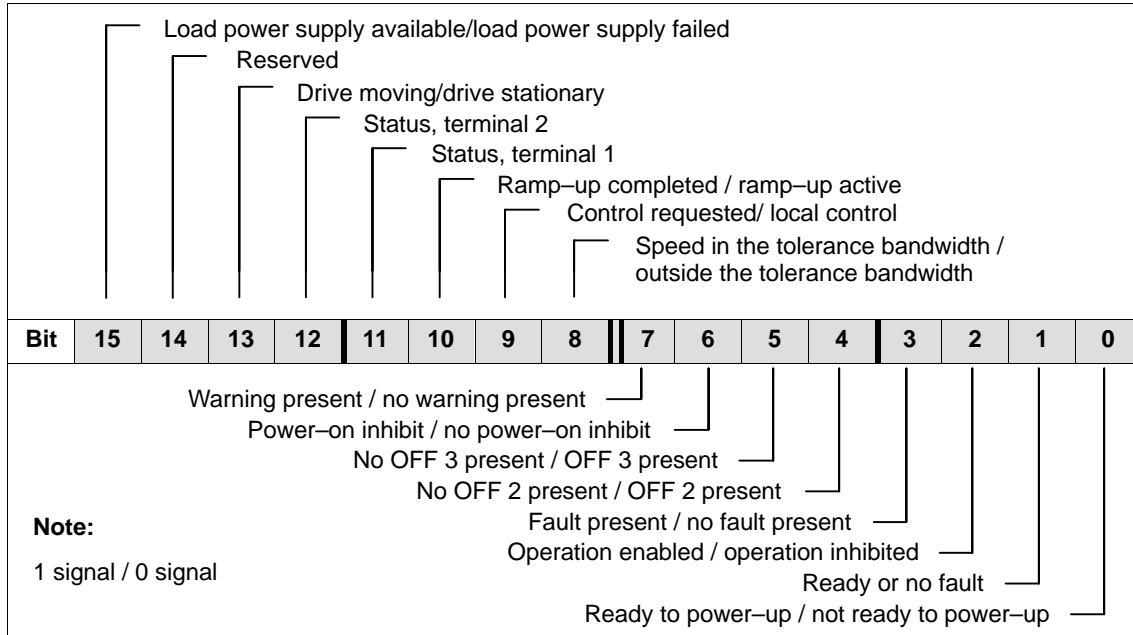 Load power supply available/load power supply failed
Reserved
Drive moving/drive stationary
Status, terminal 2
Status, terminal 1
Ramp–up completed / ramp–up active
Control requested/ local control
Speed in the tolerance bandwidth /
outside the tolerance bandwidth
Bit 15 14 13 12 11 10 9 8 7 6 5 4 3 2 1 0
Warning present / no warning present
Power–on inhibit / no power–on inhibit
No OFF 3 present / OFF 3 present
No OFF 2 present / OFF 2 present
Fault present / no fault present
Operation enabled / operation inhibited
Ready or no fault
Ready to power–up / not ready to power–up
Note:
1 signal / 0 signal